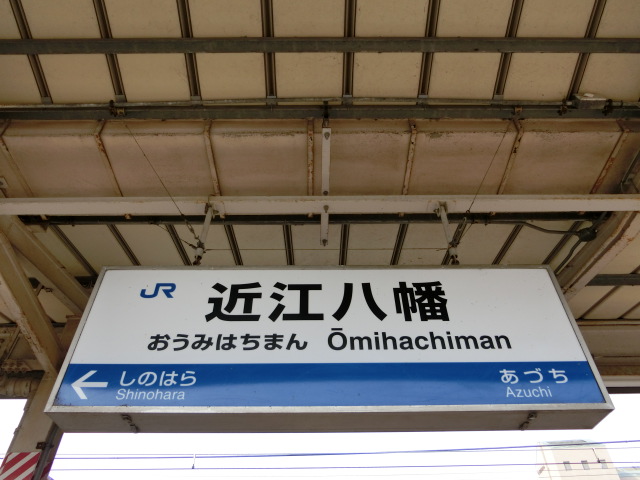 JR 近江八幡
おうみはちまん Ōmihachiman
← しのはら あづち
Shinohara Azuchi